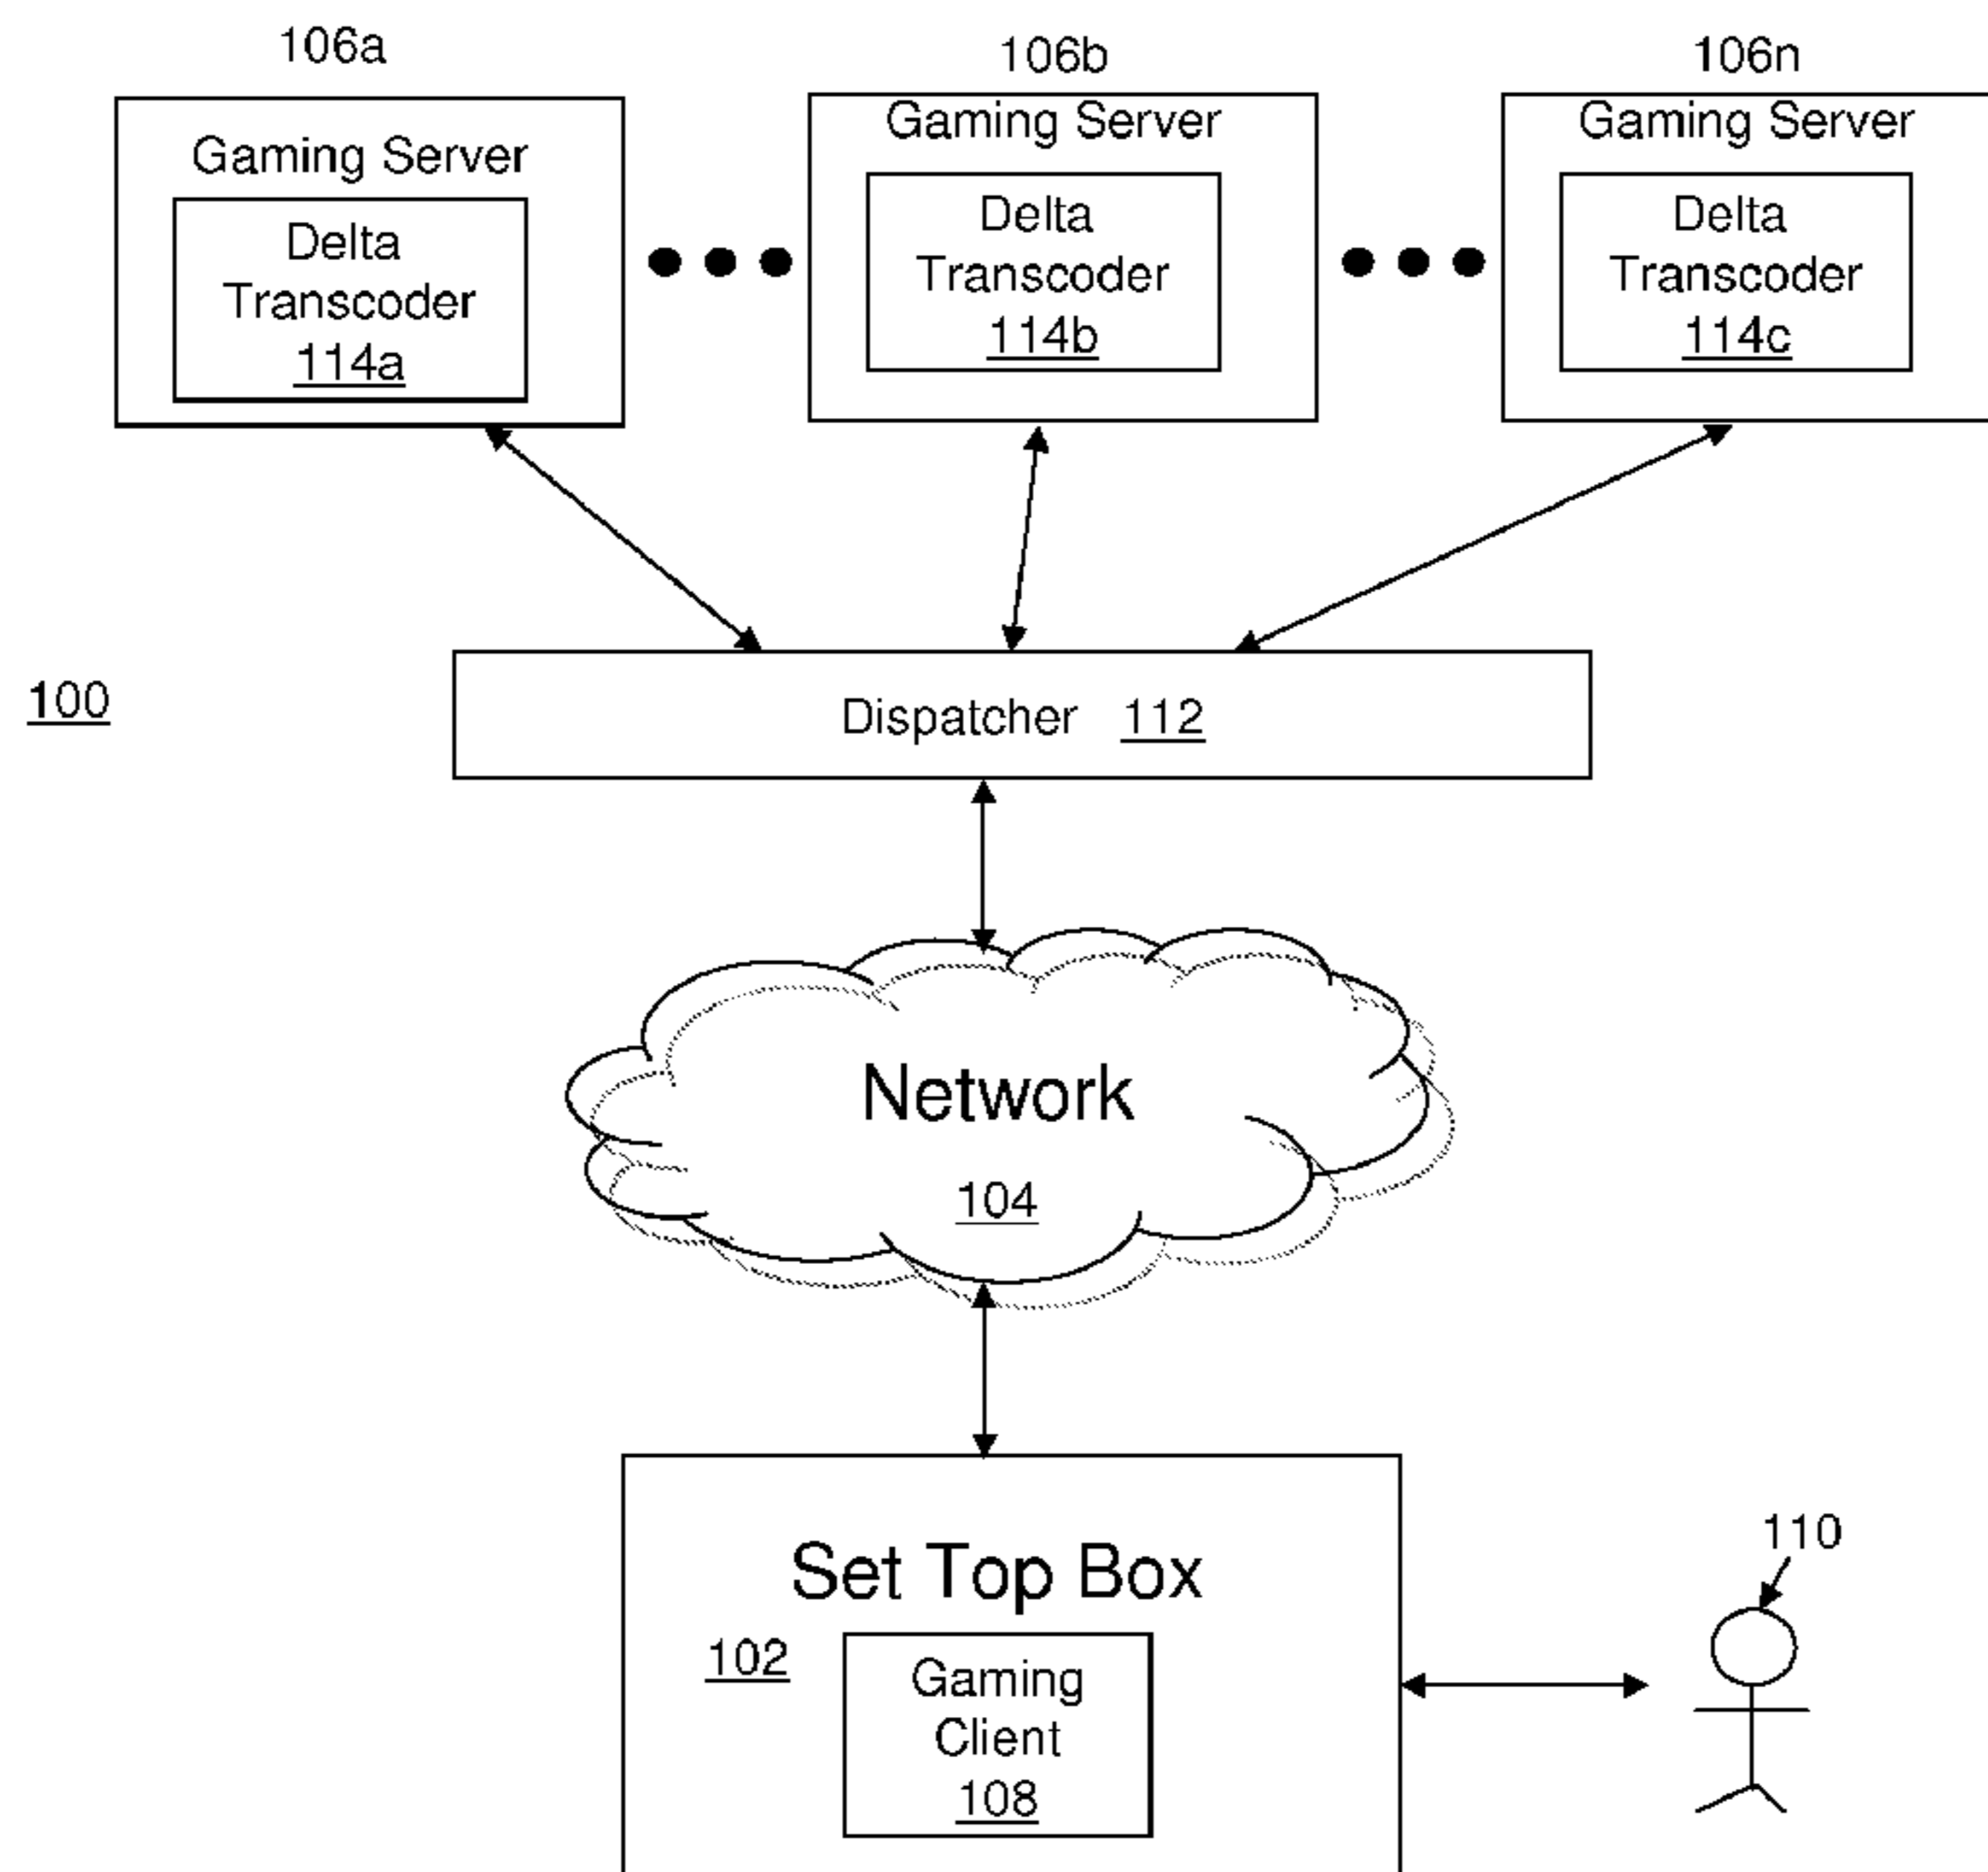 106a
106b
106n
Gaming Server
Delta
Transcoder
114a
Gaming Server
Delta
Transcoder
114b
Gaming Server
Delta
Transcoder
114c
100
Dispatcher 112
Network
104
Set Top Box
102
Gaming
Client
108
110